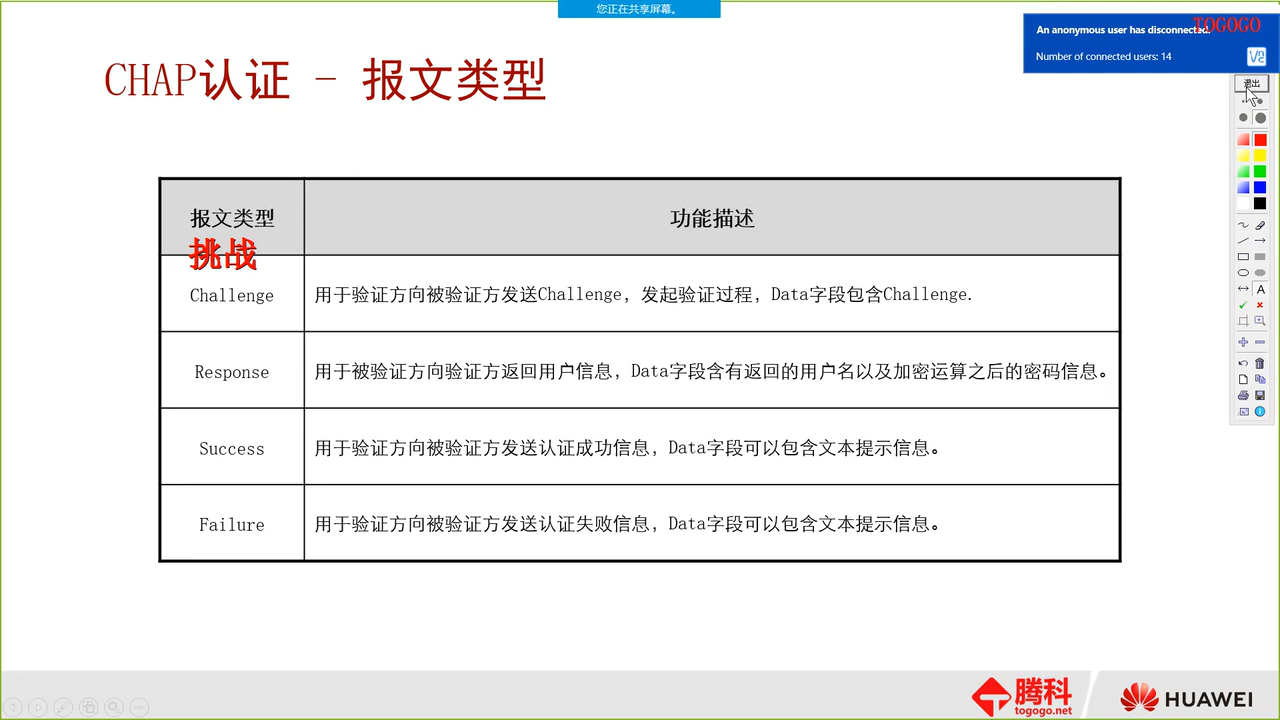 您正在共享屏幕。
An anonymous user has disconnected.
TOGOGO
Number of connected users: 14
V2
退出
CHAP认证 - 报文类型
报文类型
功能描述
挑战
Challenge
用于验证方向被验证方发送Challenge，发起验证过程，Data字段包含Challenge.
Response
用于被验证方向验证方返回用户信息，Data字段含有返回的用户名以及加密运算之后的密码信息。
Success
用于验证方向被验证方发送认证成功信息，Data字段可以包含文本提示信息。
Failure
用于验证方向被验证方发送认证失败信息，Data字段可以包含文本提示信息。
A
腾科
togogo.net
HUAWEI